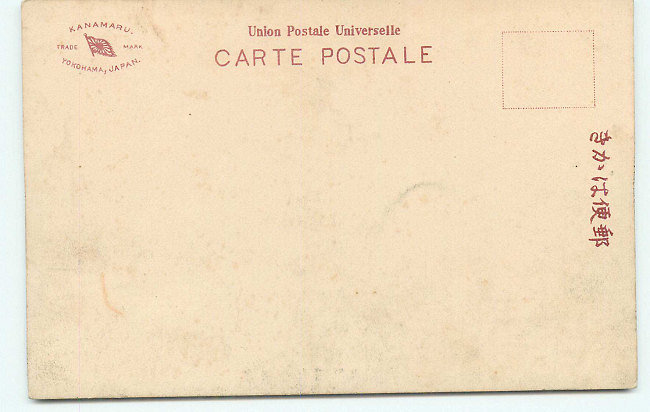 KANAMARU.
TRADE MARK
YOKOHAMA, JAPAN.
Union Postale Universelle
CARTE POSTALE
郵便はかき